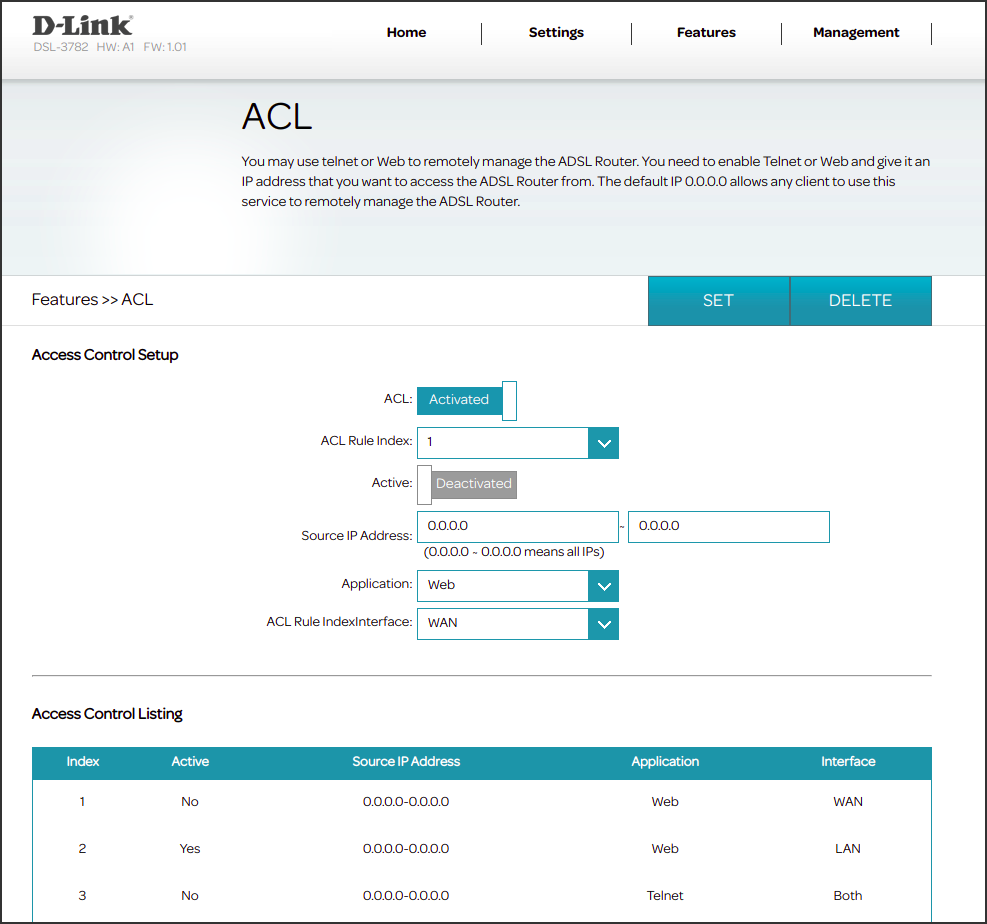 D-Link
DSL-3782 HW: A1 FW: 1.01
Home
Settings
Features
Management
ACL
You may use telnet or Web to remotely manage the ADSL Router. You need to enable Telnet or Web and give it an
IP address that you want to access the ADSL Router from. The default IP 0.0.0.0 allows any client to use this
service to remotely manage the ADSL Router.
Features >> ACL
SET
DELETE
Access Control Setup
ACL: Activated
ACL Rule Index: 1
Active: Deactivated
Source IP Address: 0.0.0.0 ~ 0.0.0.0
(0.0.0.0 ~ 0.0.0.0 means all IPs)
Application: Web
ACL Rule IndexInterface: WAN
Access Control Listing
Index Active Source IP Address Application Interface
1 No 0.0.0.0-0.0.0.0 Web WAN
2 Yes 0.0.0.0-0.0.0.0 Web LAN
3 No 0.0.0.0-0.0.0.0 Telnet Both